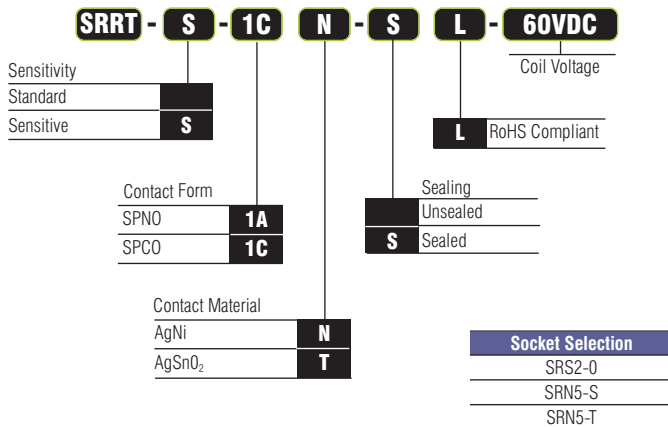 SRRT - S - 1C N - S L - 60VDC
Coil Voltage
Sensitivity
Standard
Sensitive S
L RoHS Compliant
Contact Form
SPNO 1A
SPCO 1C
Sealing
Unsealed
S Sealed
Contact Material
AgNi N
AgSn0₂ T
Socket Selection
SRS2-0
SRN5-S
SRN5-T